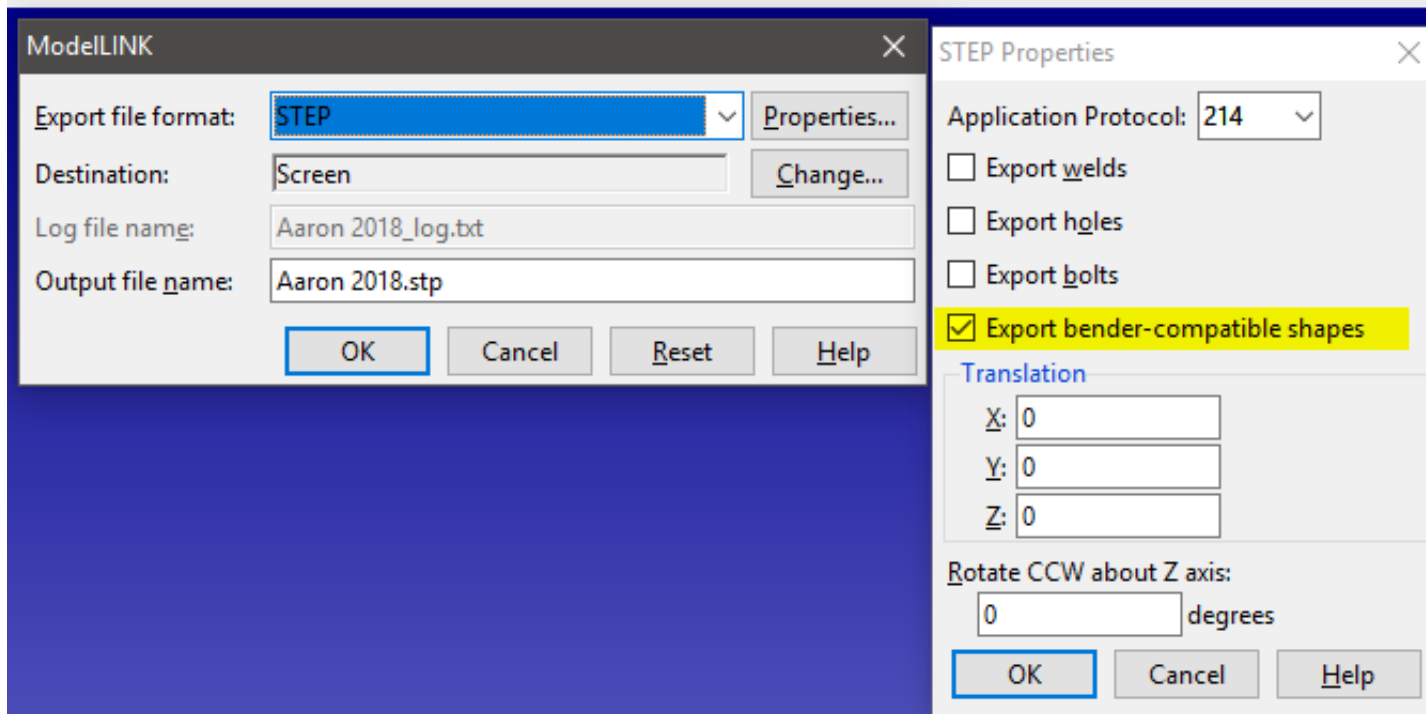 ModelLINK
Export file format: STEP Properties...
Destination: Screen Change...
Log file name: Aaron 2018_log.txt
Output file name: Aaron 2018.stp
OK Cancel Reset Help
STEP Properties
Application Protocol: 214
Export welds
Export holes
Export bolts
Export bender-compatible shapes
Translation
X: 0
Y: 0
Z: 0
Rotate CCW about Z axis:
0 degrees
OK Cancel Help